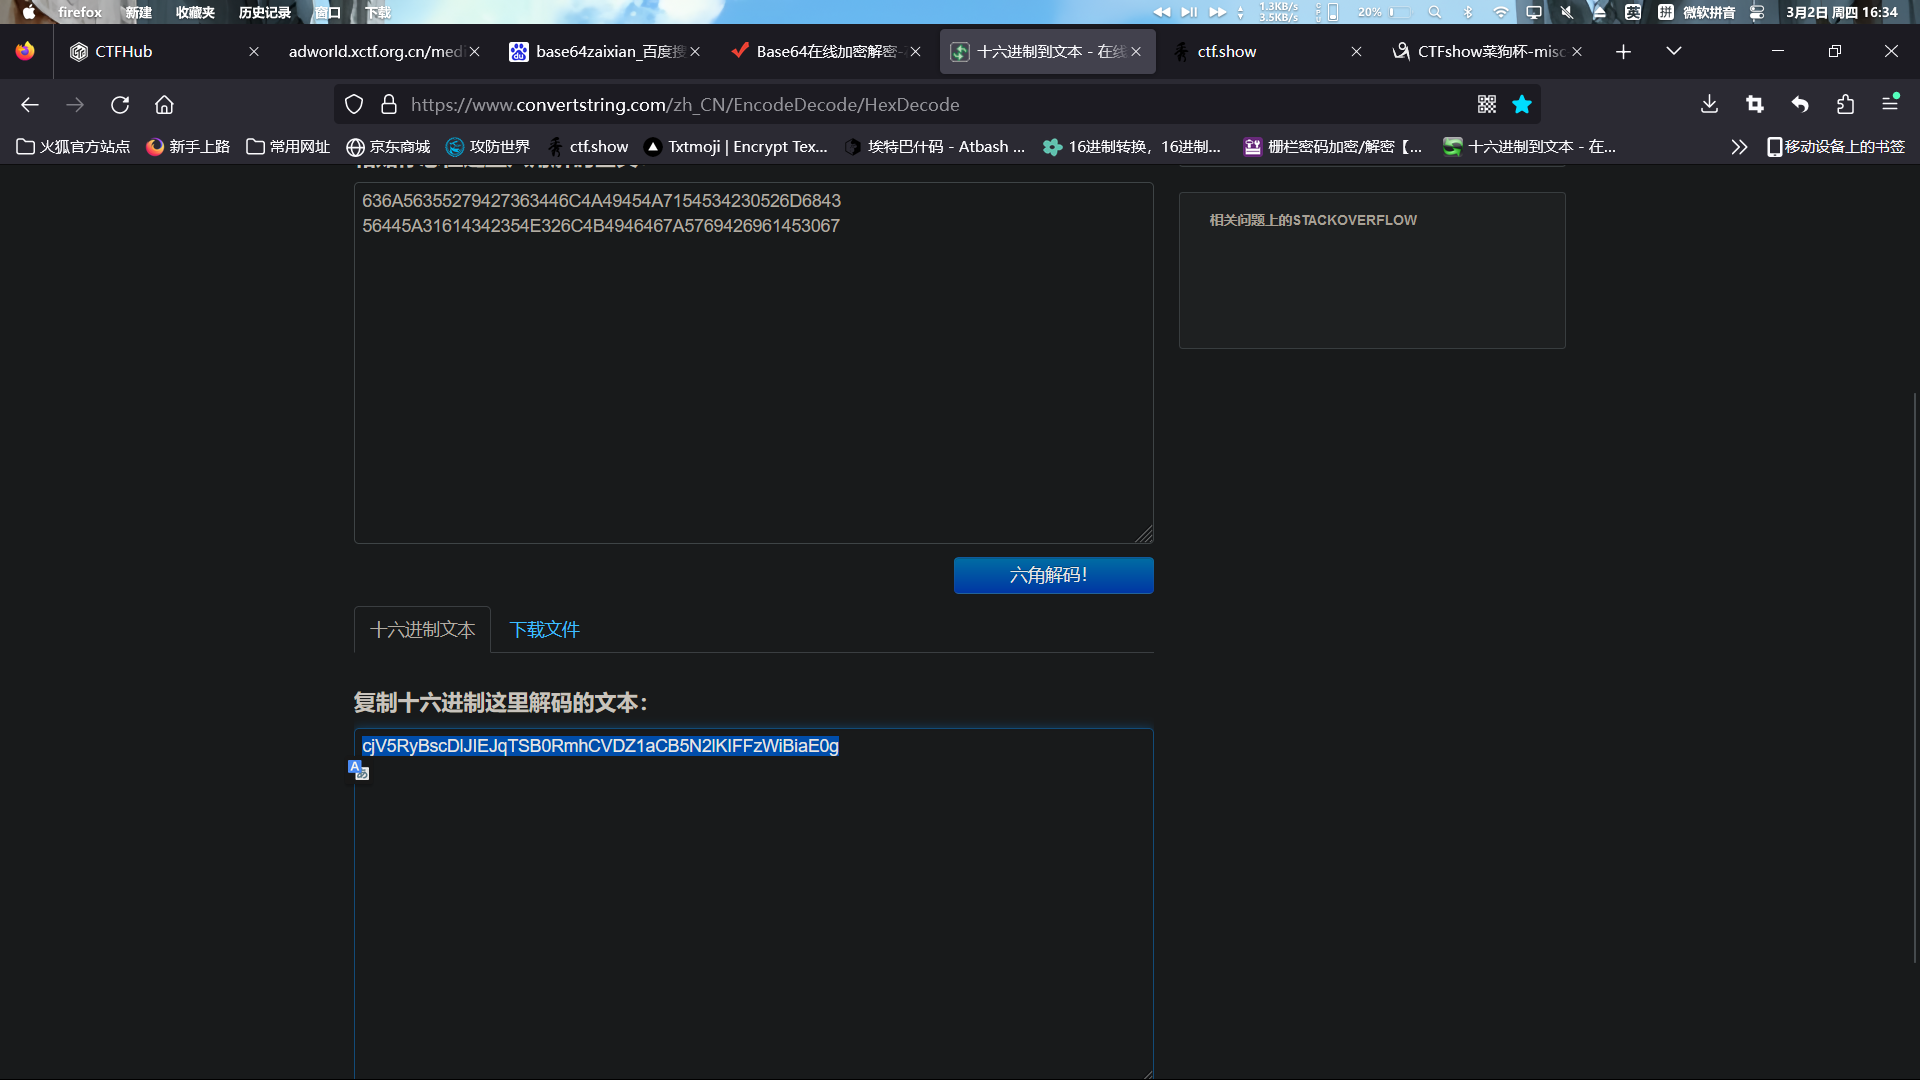 firefox 新建 收藏夹 历史记录 窗口 下载 1.3KB/s 3.5KB/s 20% 英 拼 微软拼音 3月2日 周四 16:34
CTFHub adworld.xctf.org.cn/medi base64zaixian_百度搜 Base64在线加密解密- 十六进制到文本 - 在线 ctf.show CTFshow菜狗杯-misc
https://www.convertstring.com/zh_CN/EncodeDecode/HexDecode
火狐官方站点 新手上路 常用网址 京东商城 攻防世界 ctf.show Txtmoji | Encrypt Tex... 埃特巴什码 - Atbash ... 16进制转换，16进制... 栅栏密码加密/解密【... 十六进制到文本 - 在... 移动设备上的书签
636A56355279427363446C4A49454A7154534230526D6843
56445A31614342354E326C4B4946467A5769426961453067
相关问题上的STACKOVERFLOW
六角解码！
十六进制文本 下载文件
复制十六进制这里解码的文本：
cjV5RyBscDlJIEJqTSB0RmhCVDZ1aCB5N2lKIFFzWiBiaE0g